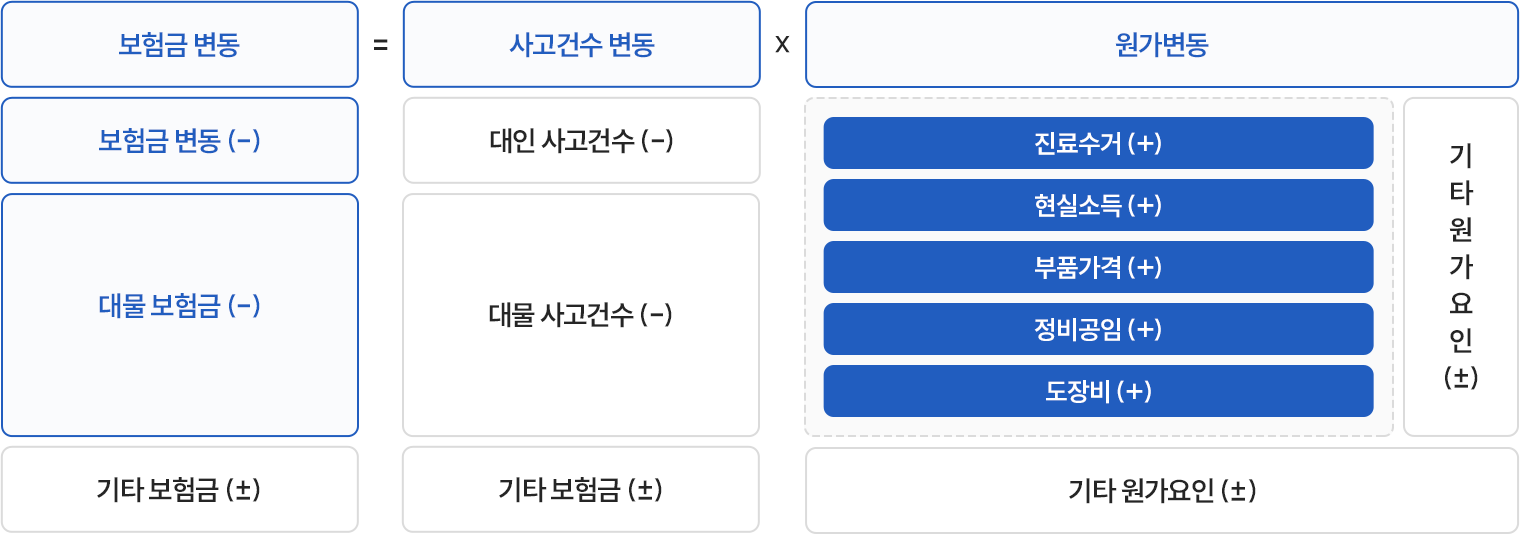 보험금 변동
=
사고건수 변동
x
원가변동
보험금 변동 (−)
대인 사고건수 (−)
진료수거 (+)
현실소득 (+)
부품가격 (+)
정비공임 (+)
도장비 (+)
기
타
원
가
요
인
(±)
대물 보험금 (−)
대물 사고건수 (−)
기타 보험금 (±)
기타 보험금 (±)
기타 원가요인 (±)